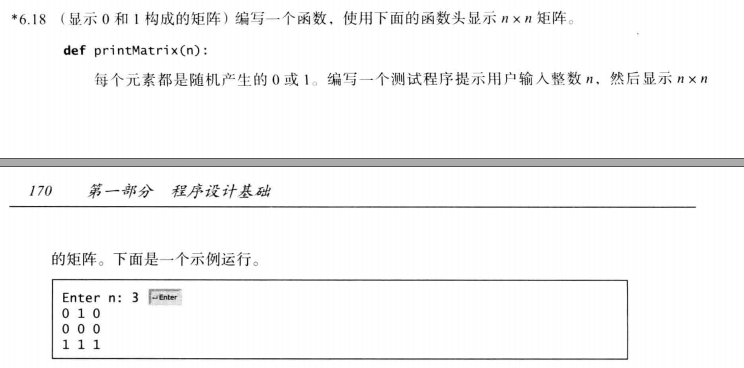 *6.18 （显示 0 和 1 构成的矩阵）编写一个函数，使用下面的函数头显示 n × n 矩阵。
def printMatrix(n):
每个元素都是随机产生的 0 或 1。编写一个测试程序提示用户输入整数 n，然后显示 n × n
170 第一部分 程序设计基础
的矩阵。下面是一个示例运行。
Enter n: 3 ↵Enter
0 1 0
0 0 0
1 1 1